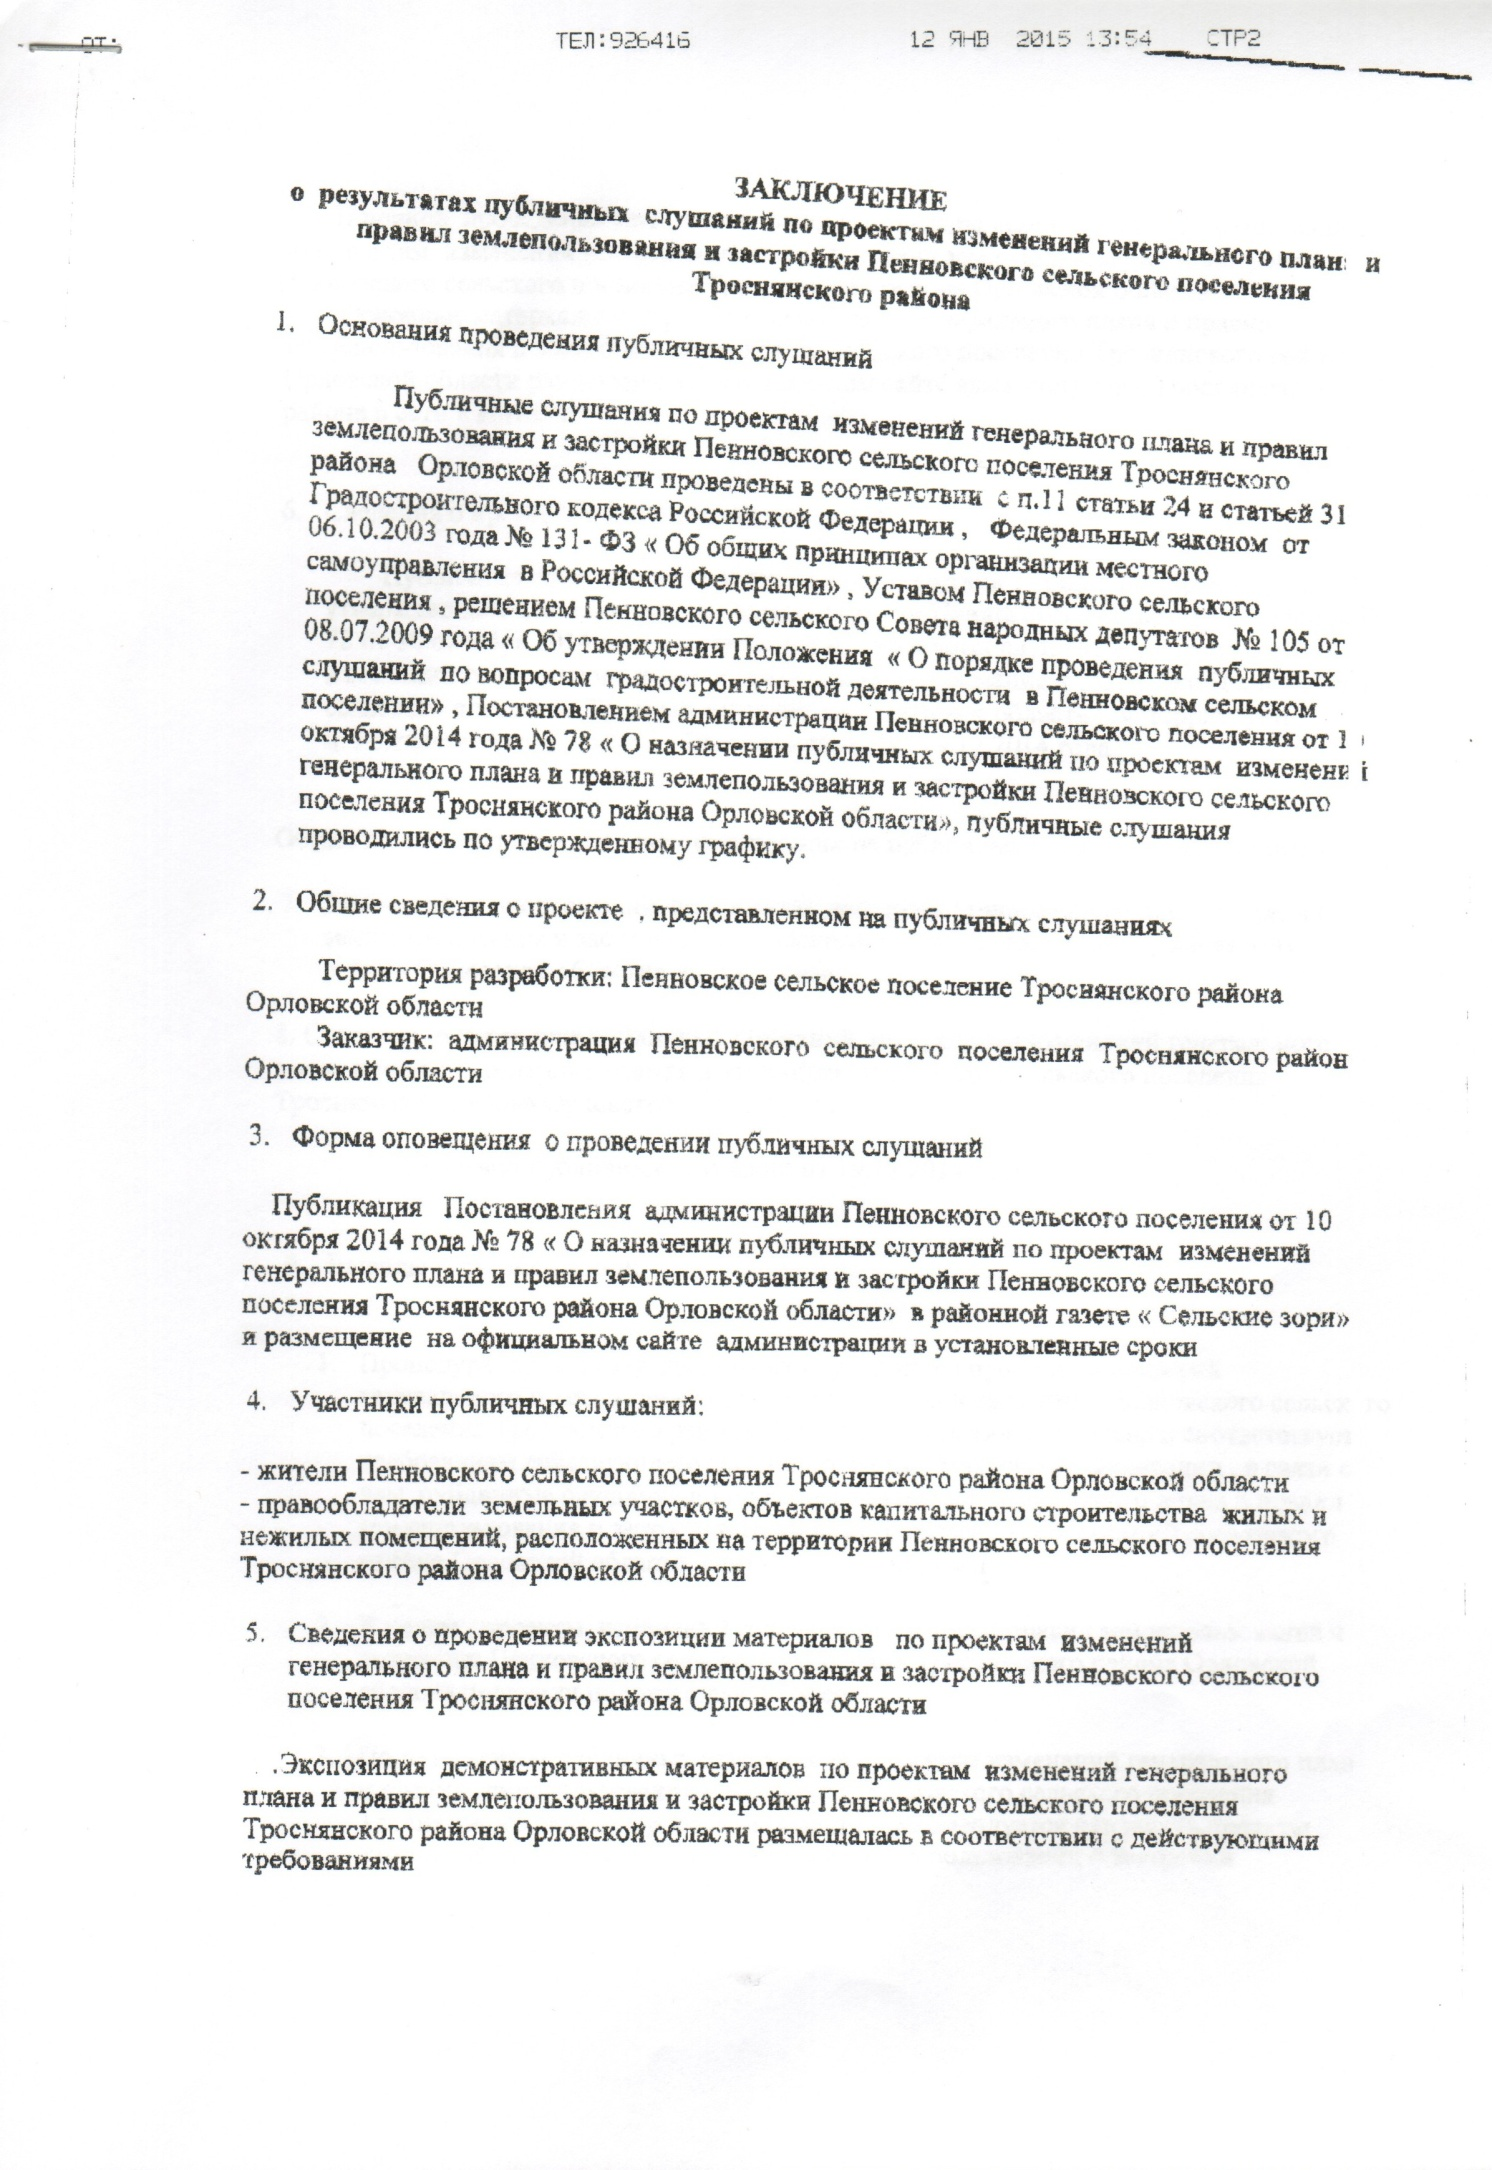 ОТ: ТЕЛ:926416 12 ЯНВ 2015 13:54 СТР2
ЗАКЛЮЧЕНИЕ
о результатах публичных слушаний по проектам изменений генерального план и
правил землепользования и застройки Пенновского сельского поселения
Троснянского района
1. Основания проведения публичных слушаний
Публичные слушания по проектам изменений генерального плана и правил
землепользования и застройки Пенновского сельского поселения Троснянского
района Орловской области проведены в соответствии с п.11 статьи 24 и статьей 31
Градостроительного кодекса Российской Федерации , Федеральным законом от
06.10.2003 года № 131- ФЗ « Об общих принципах организации местного
самоуправления в Российской Федерации» , Уставом Пенновского сельского
поселения , решением Пенновского сельского Совета народных депутатов № 105 от
08.07.2009 года « Об утверждении Положения « О порядке проведения публичных
слушаний по вопросам градостроительной деятельности в Пенновском сельском
поселении» , Постановлением администрации Пенновского сельского поселения от 1
октября 2014 года № 78 « О назначении публичных слушаний по проектам изменени
генерального плана и правил землепользования и застройки Пенновского сельского
поселения Троснянского района Орловской области», публичные слушания
проводились по утвержденному графику.
2. Общие сведения о проекте , представленном на публичных слушаниях
Территория разработки: Пенновское сельское поселение Троснянского района
Орловской области
Заказчик: администрация Пенновского сельского поселения Троснянского район
Орловской области
3. Форма оповещения о проведении публичных слушаний
Публикация Постановления администрации Пенновского сельского поселения от 10
октября 2014 года № 78 « О назначении публичных слушаний по проектам изменений
генерального плана и правил землепользования и застройки Пенновского сельского
поселения Троснянского района Орловской области» в районной газете « Сельские зори»
и размещение на официальном сайте администрации в установленные сроки
4. Участники публичных слушаний:
- жители Пенновского сельского поселения Троснянского района Орловской области
- правообладатели земельных участков, объектов капитального строительства жилых и
нежилых помещений, расположенных на территории Пенновского сельского поселения
Троснянского района Орловской области
5. Сведения о проведении экспозиции материалов по проектам изменений
генерального плана и правил землепользования и застройки Пенновского сельского
поселения Троснянского района Орловской области
.Экспозиция демонстративных материалов по проектам изменений генерального
плана и правил землепользования и застройки Пенновского сельского поселения
Троснянского района Орловской области размещалась в соответствии с действующими
требованиями